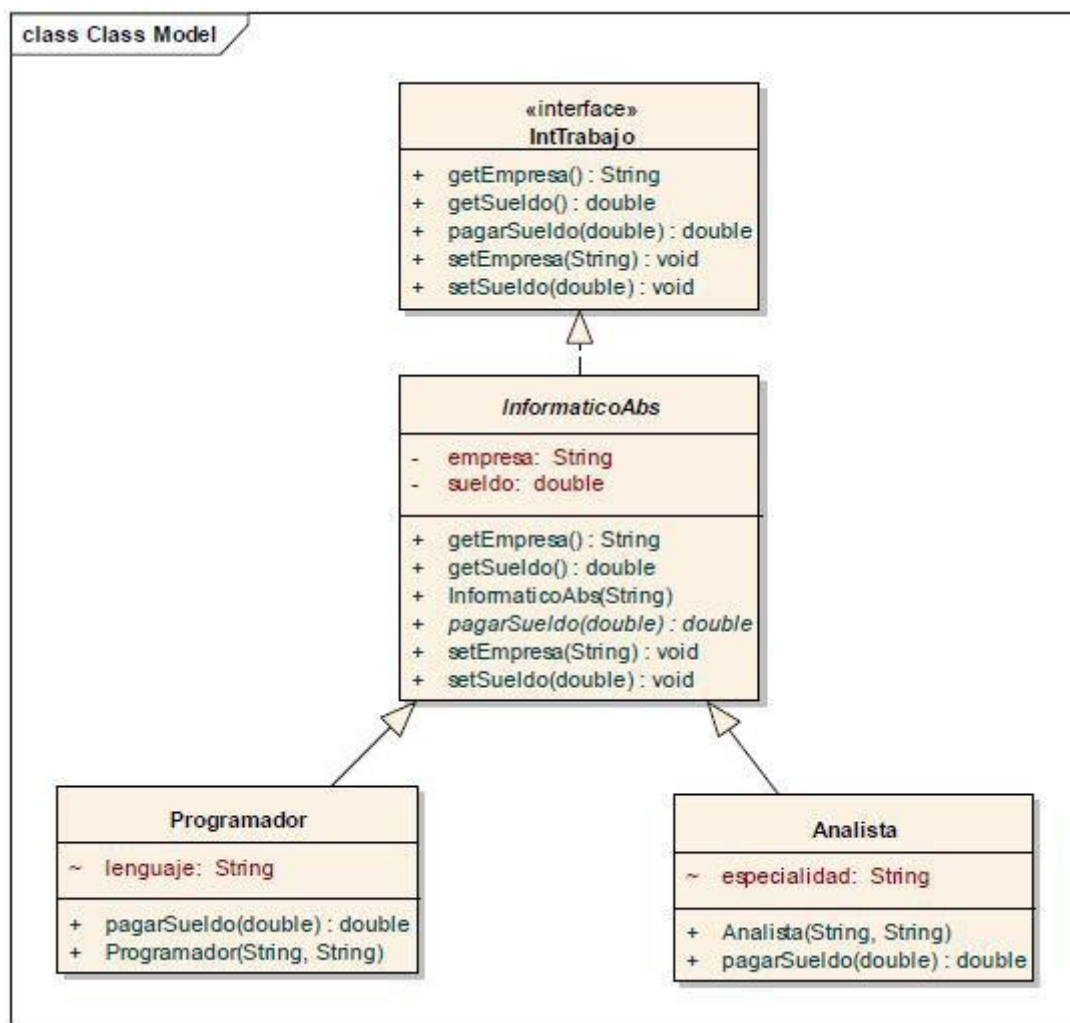 class Class Model
«interface»
IntTrabajo
+ getEmpresa() : String
+ getSueldo() : double
+ pagarSueldo(double) : double
+ setEmpresa(String) : void
+ setSueldo(double) : void
InformaticoAbs
- empresa: String
- sueldo: double
+ getEmpresa() : String
+ getSueldo() : double
+ InformaticoAbs(String)
+ pagarSueldo(double) : double
+ setEmpresa(String) : void
+ setSueldo(double) : void
Programador
~ lenguaje: String
+ pagarSueldo(double) : double
+ Programador(String, String)
Analista
~ especialidad: String
+ Analista(String, String)
+ pagarSueldo(double) : double